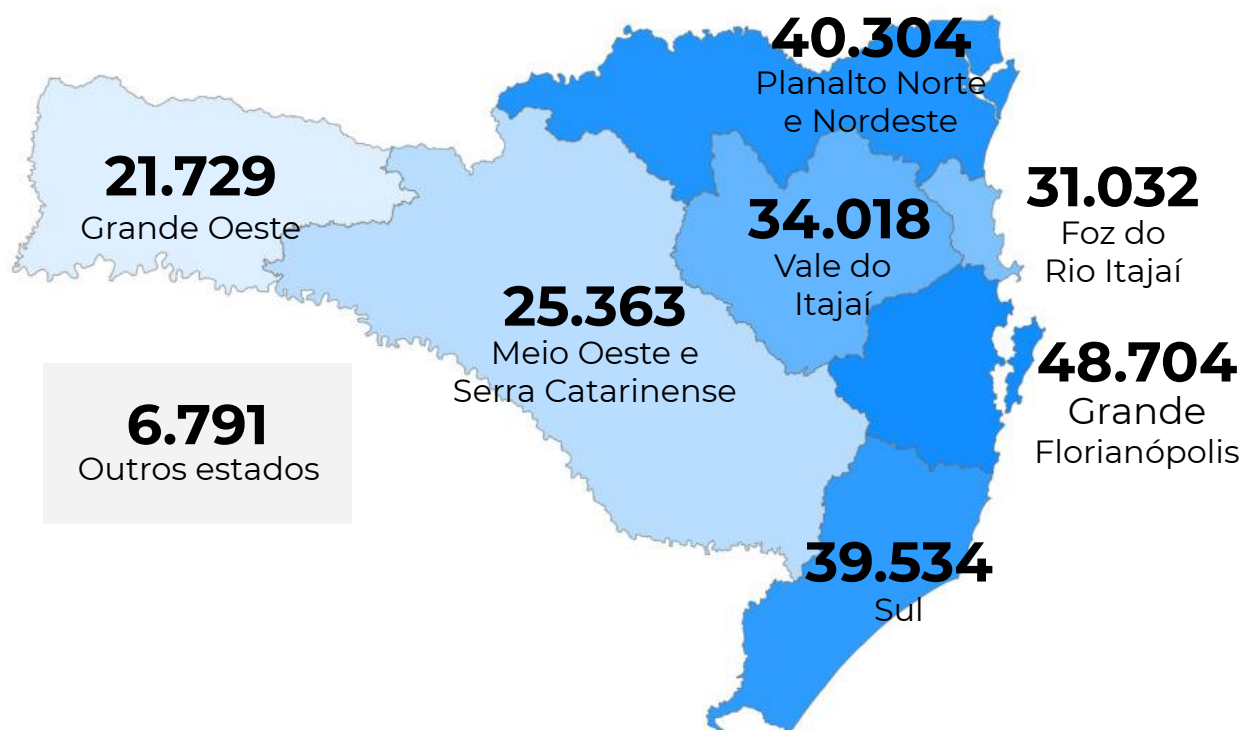 40.304
Planalto Norte
e Nordeste
21.729
Grande Oeste
31.032
Foz do
Rio Itajaí
34.018
Vale do
Itajaí
25.363
Meio Oeste e
Serra Catarinense
48.704
Grande
Florianópolis
6.791
Outros estados
39.534
Sul